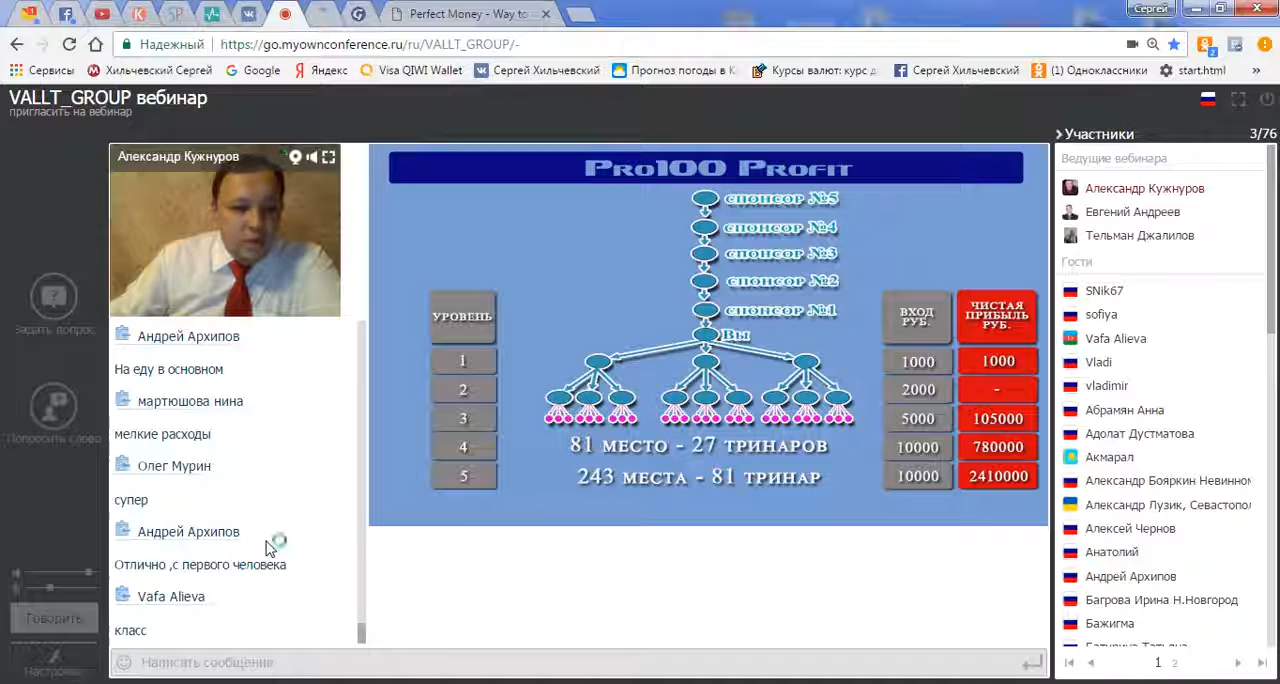 Сергей
Perfect Money - Way to
Надежный
https://go.myownconference.ru/ru/VALLT_GROUP/-
Сервисы
Хильчевский Сергей
Google
Яндекс
Visa QIWI Wallet
Сергей Хильчевский
Прогноз погоды в К
Курсы валют: курс д
Сергей Хильчевский
(1) Одноклассники
start.html
»
VALLT_GROUP вебинар
пригласить на вебинар
Александр Кужнуров
Задать вопрос
Попросить слово
Говорить
Настройки
Андрей Архипов
На еду в основном
мартюшова нина
мелкие расходы
Олег Мурин
супер
Андрей Архипов
Отлично ,с первого человека
Vafa Alieva
класс
Написать сообщение
Pro100 Profit
спонсор №5
спонсор №4
спонсор №3
спонсор №2
спонсор №1
Вы
УРОВЕНЬ
1
2
3
4
5
81 МЕСТО - 27 ТРИНАРОВ
243 МЕСТА - 81 ТРИНАР
ВХОД РУБ.
1000
2000
5000
10000
10000
ЧИСТАЯ ПРИБЫЛЬ РУБ.
1000
-
105000
780000
2410000
Участники
3/76
Ведущие вебинара
Александр Кужнуров
Евгений Андреев
Тельман Джалилов
Гости
SNik67
sofiya
Vafa Alieva
Vladi
vladimir
Абрамян Анна
Адолат Дустматова
Акмарал
Александр Бояркин Невинном
Александр Лузик, Севастопол
Алексей Чернов
Анатолий
Андрей Архипов
Багрова Ирина Н.Новгород
Бажигма
1
2